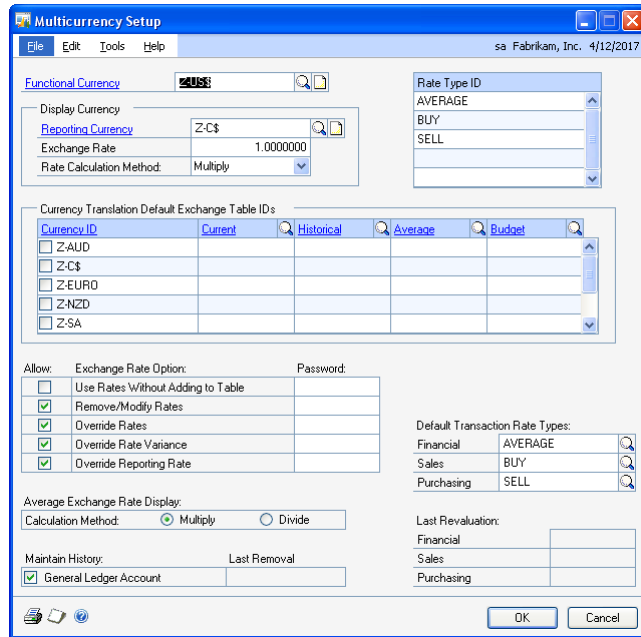 Multicurrency Setup
File Edit Tools Help sa Fabrikam, Inc. 4/12/2017
Functional Currency Z-US$
Display Currency
Reporting Currency Z-C$
Exchange Rate 1.0000000
Rate Calculation Method: Multiply
Rate Type ID
AVERAGE
BUY
SELL
Currency Translation Default Exchange Table IDs
Currency ID Current Historical Average Budget
Z-AUD
Z-C$
Z-EURO
Z-NZD
Z-SA
Allow: Exchange Rate Option: Password:
Use Rates Without Adding to Table
Remove/Modify Rates
Override Rates
Override Rate Variance
Override Reporting Rate
Default Transaction Rate Types:
Financial AVERAGE
Sales BUY
Purchasing SELL
Average Exchange Rate Display:
Calculation Method: Multiply Divide
Last Revaluation:
Financial
Sales
Purchasing
Maintain History: Last Removal
General Ledger Account
OK Cancel